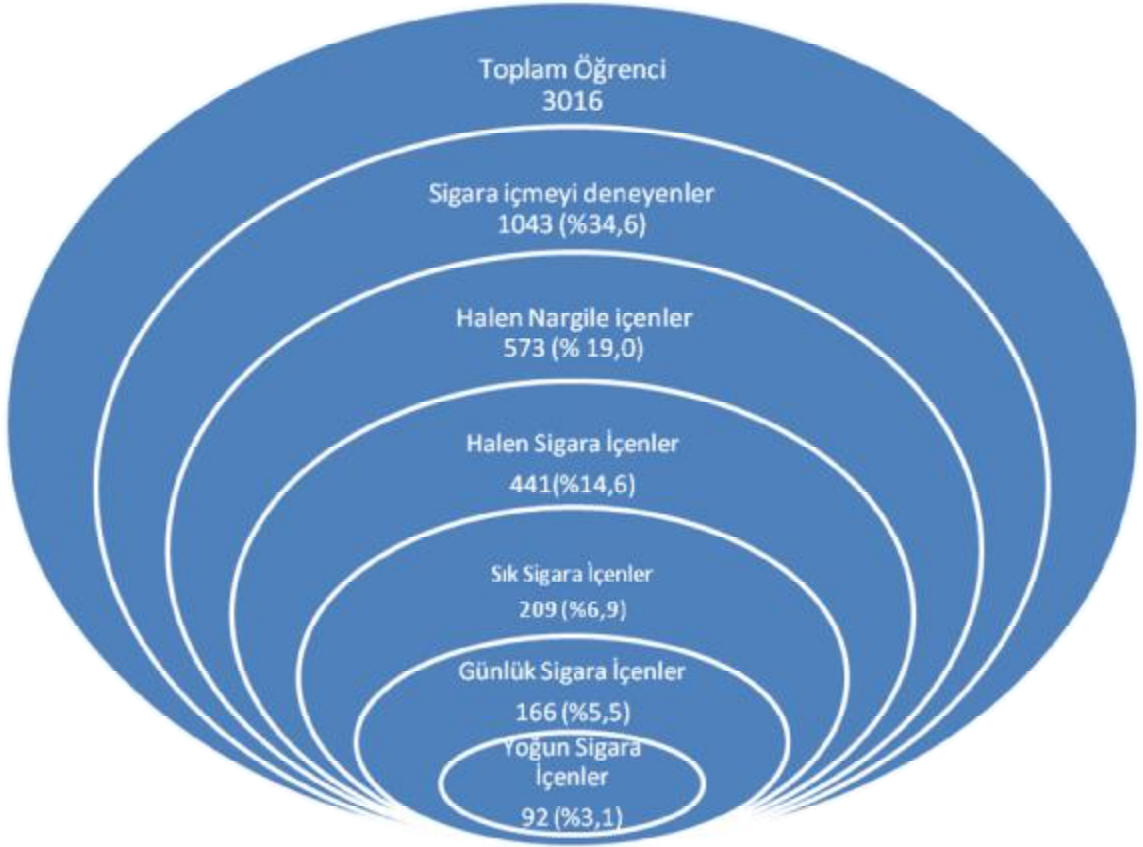 Toplam Öğrenci
3016
Sigara içmeyi deneyenler
1043 (%34,6)
Halen Nargile içenler
573 (% 19,0)
Halen Sigara İçenler
441(%14,6)
Sık Sigara İçenler
209 (%6,9)
Günlük Sigara İçenler
166 (%5,5)
Yoğun Sigara
İçenler
92 (%3,1)